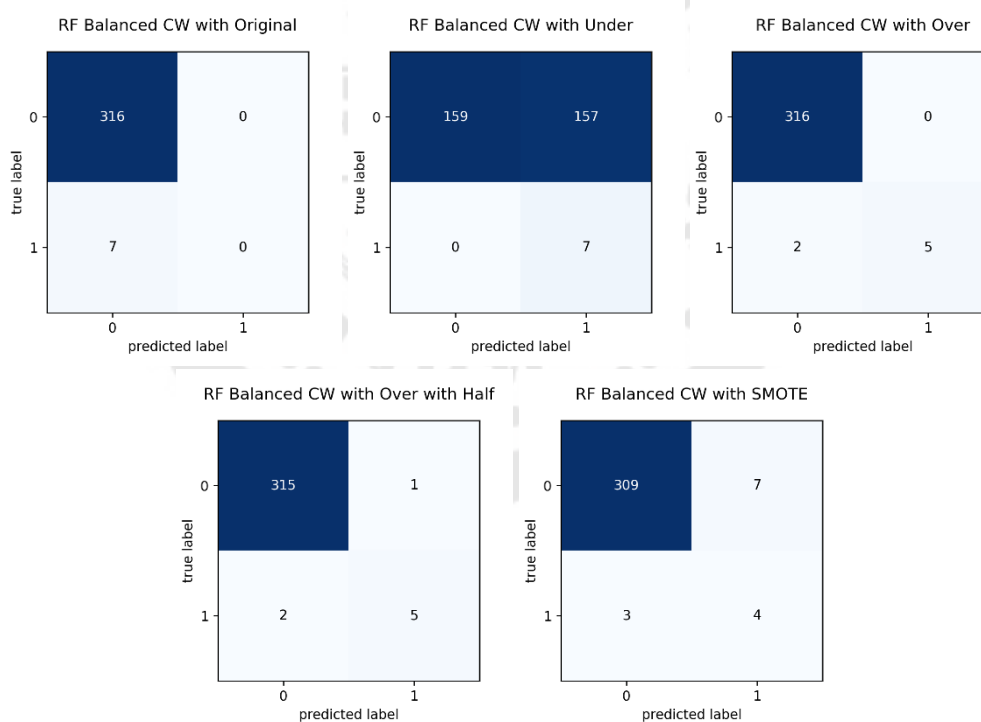 RF Balanced CW with Original
0
316
0
true label
1
7
0
0
1
predicted label
RF Balanced CW with Under
0
159
157
true label
1
0
7
0
1
predicted label
RF Balanced CW with Over
0
316
0
true label
1
2
5
0
1
predicted label
RF Balanced CW with Over with Half
0
315
1
true label
1
2
5
0
1
predicted label
RF Balanced CW with SMOTE
0
309
7
true label
1
3
4
0
1
predicted label